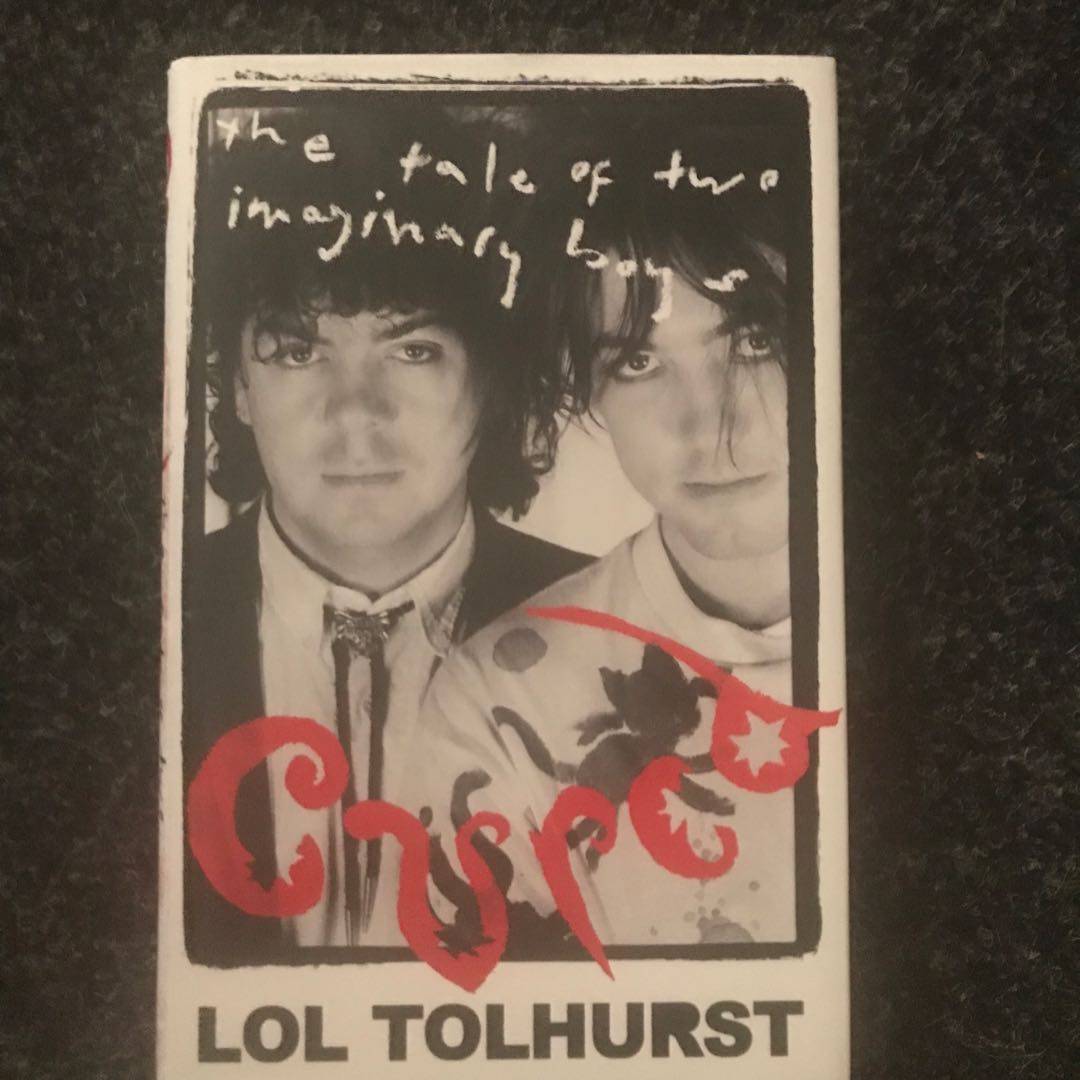 the tale of two
imaginary boys
cured
LOL TOLHURST